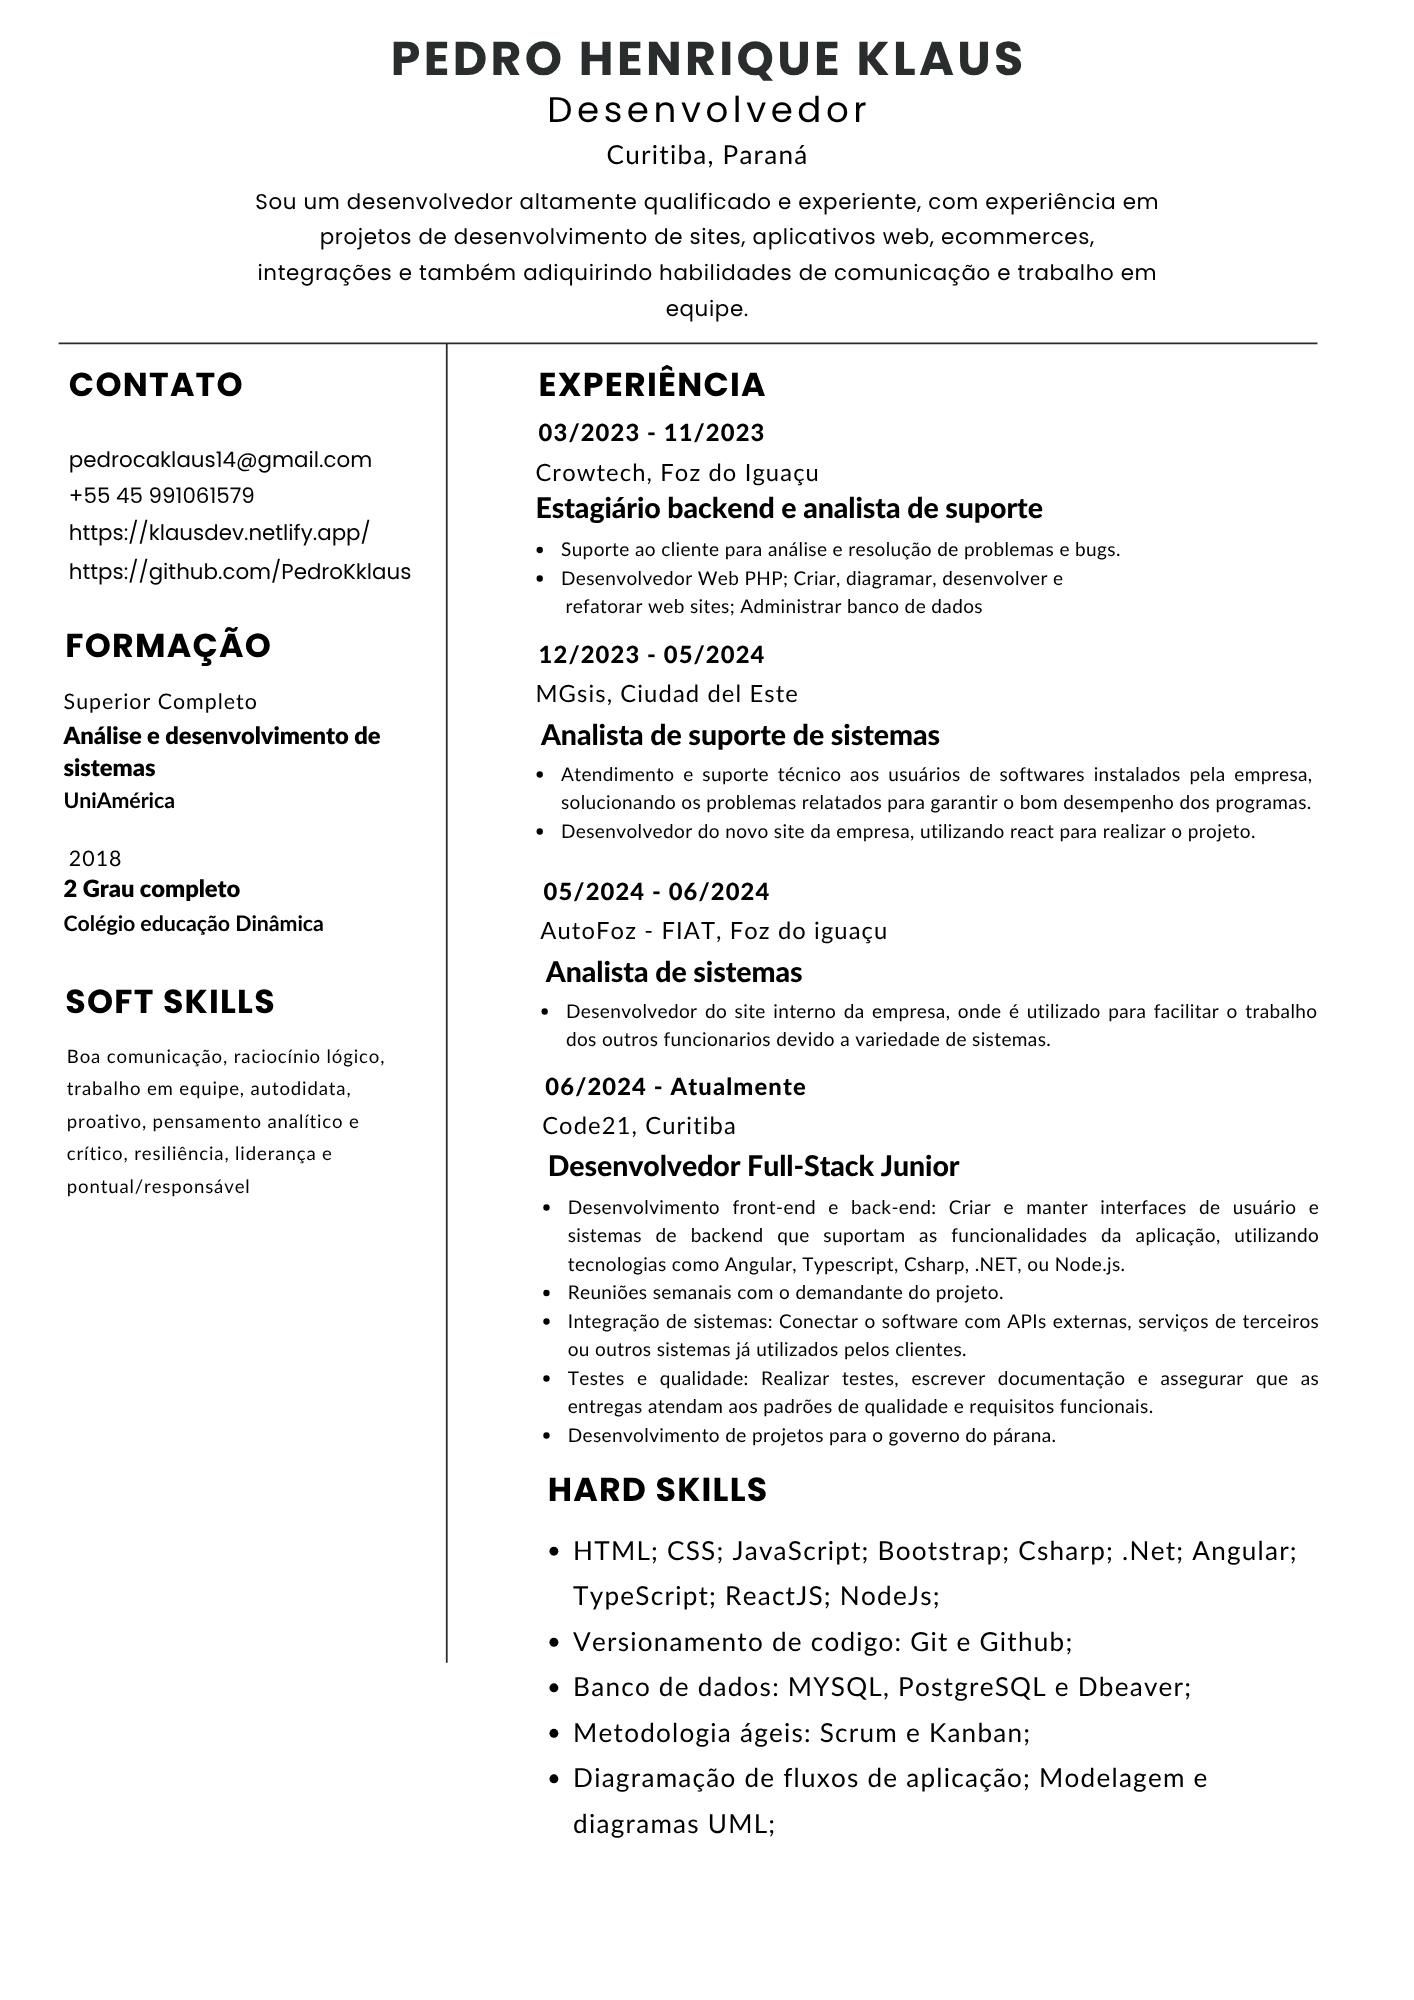 PEDRO HENRIQUE KLAUS
Desenvolvedor
Curitiba, Paraná
Sou um desenvolvedor altamente qualificado e experiente, com experiência em
projetos de desenvolvimento de sites, aplicativos web, ecommerces,
integrações e também adiquirindo habilidades de comunicação e trabalho em
equipe.
CONTATO
pedrocaklaus14@gmail.com
+55 45 991061579
https://klausdev.netlify.app/
https://github.com/PedroKklaus
FORMAÇÃO
Superior Completo
Análise e desenvolvimento de
sistemas
UniAmérica
2018
2 Grau completo
Colégio educação Dinâmica
SOFT SKILLS
Boa comunicação, raciocínio lógico,
trabalho em equipe, autodidata,
proativo, pensamento analítico e
crítico, resiliência, liderança e
pontual/responsável
EXPERIÊNCIA
03/2023 - 11/2023
Crowtech, Foz do Iguaçu
Estagiário backend e analista de suporte
• Suporte ao cliente para análise e resolução de problemas e bugs.
• Desenvolvedor Web PHP; Criar, diagramar, desenvolver e
refatorar web sites; Administrar banco de dados
12/2023 - 05/2024
MGsis, Ciudad del Este
Analista de suporte de sistemas
• Atendimento e suporte técnico aos usuários de softwares instalados pela empresa,
solucionando os problemas relatados para garantir o bom desempenho dos programas.
• Desenvolvedor do novo site da empresa, utilizando react para realizar o projeto.
05/2024 - 06/2024
AutoFoz - FIAT, Foz do iguaçu
Analista de sistemas
• Desenvolvedor do site interno da empresa, onde é utilizado para facilitar o trabalho
dos outros funcionarios devido a variedade de sistemas.
06/2024 - Atualmente
Code21, Curitiba
Desenvolvedor Full-Stack Junior
• Desenvolvimento front-end e back-end: Criar e manter interfaces de usuário e
sistemas de backend que suportam as funcionalidades da aplicação, utilizando
tecnologias como Angular, Typescript, Csharp, .NET, ou Node.js.
• Reuniões semanais com o demandante do projeto.
• Integração de sistemas: Conectar o software com APIs externas, serviços de terceiros
ou outros sistemas já utilizados pelos clientes.
• Testes e qualidade: Realizar testes, escrever documentação e assegurar que as
entregas atendam aos padrões de qualidade e requisitos funcionais.
• Desenvolvimento de projetos para o governo do párana.
HARD SKILLS
• HTML; CSS; JavaScript; Bootstrap; Csharp; .Net; Angular;
TypeScript; ReactJS; NodeJs;
• Versionamento de codigo: Git e Github;
• Banco de dados: MYSQL, PostgreSQL e Dbeaver;
• Metodologia ágeis: Scrum e Kanban;
• Diagramação de fluxos de aplicação; Modelagem e
diagramas UML;